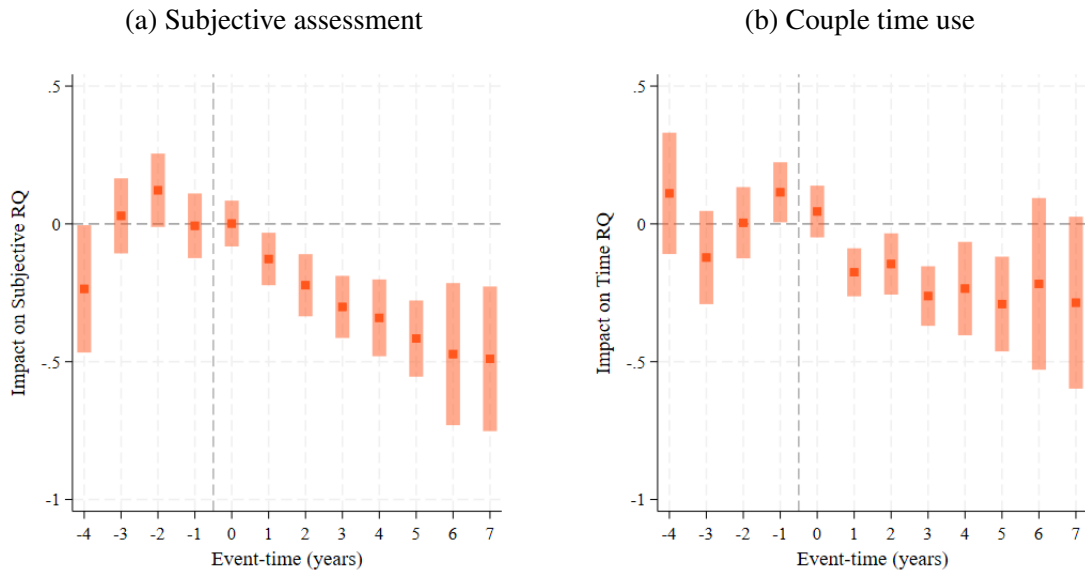 (a) Subjective assessment
.5
0
-.5
-1
Impact on Subjective RQ
-4 -3 -2 -1 0 1 2 3 4 5 6 7
Event-time (years)
(b) Couple time use
.5
0
-.5
-1
Impact on Time RQ
-4 -3 -2 -1 0 1 2 3 4 5 6 7
Event-time (years)